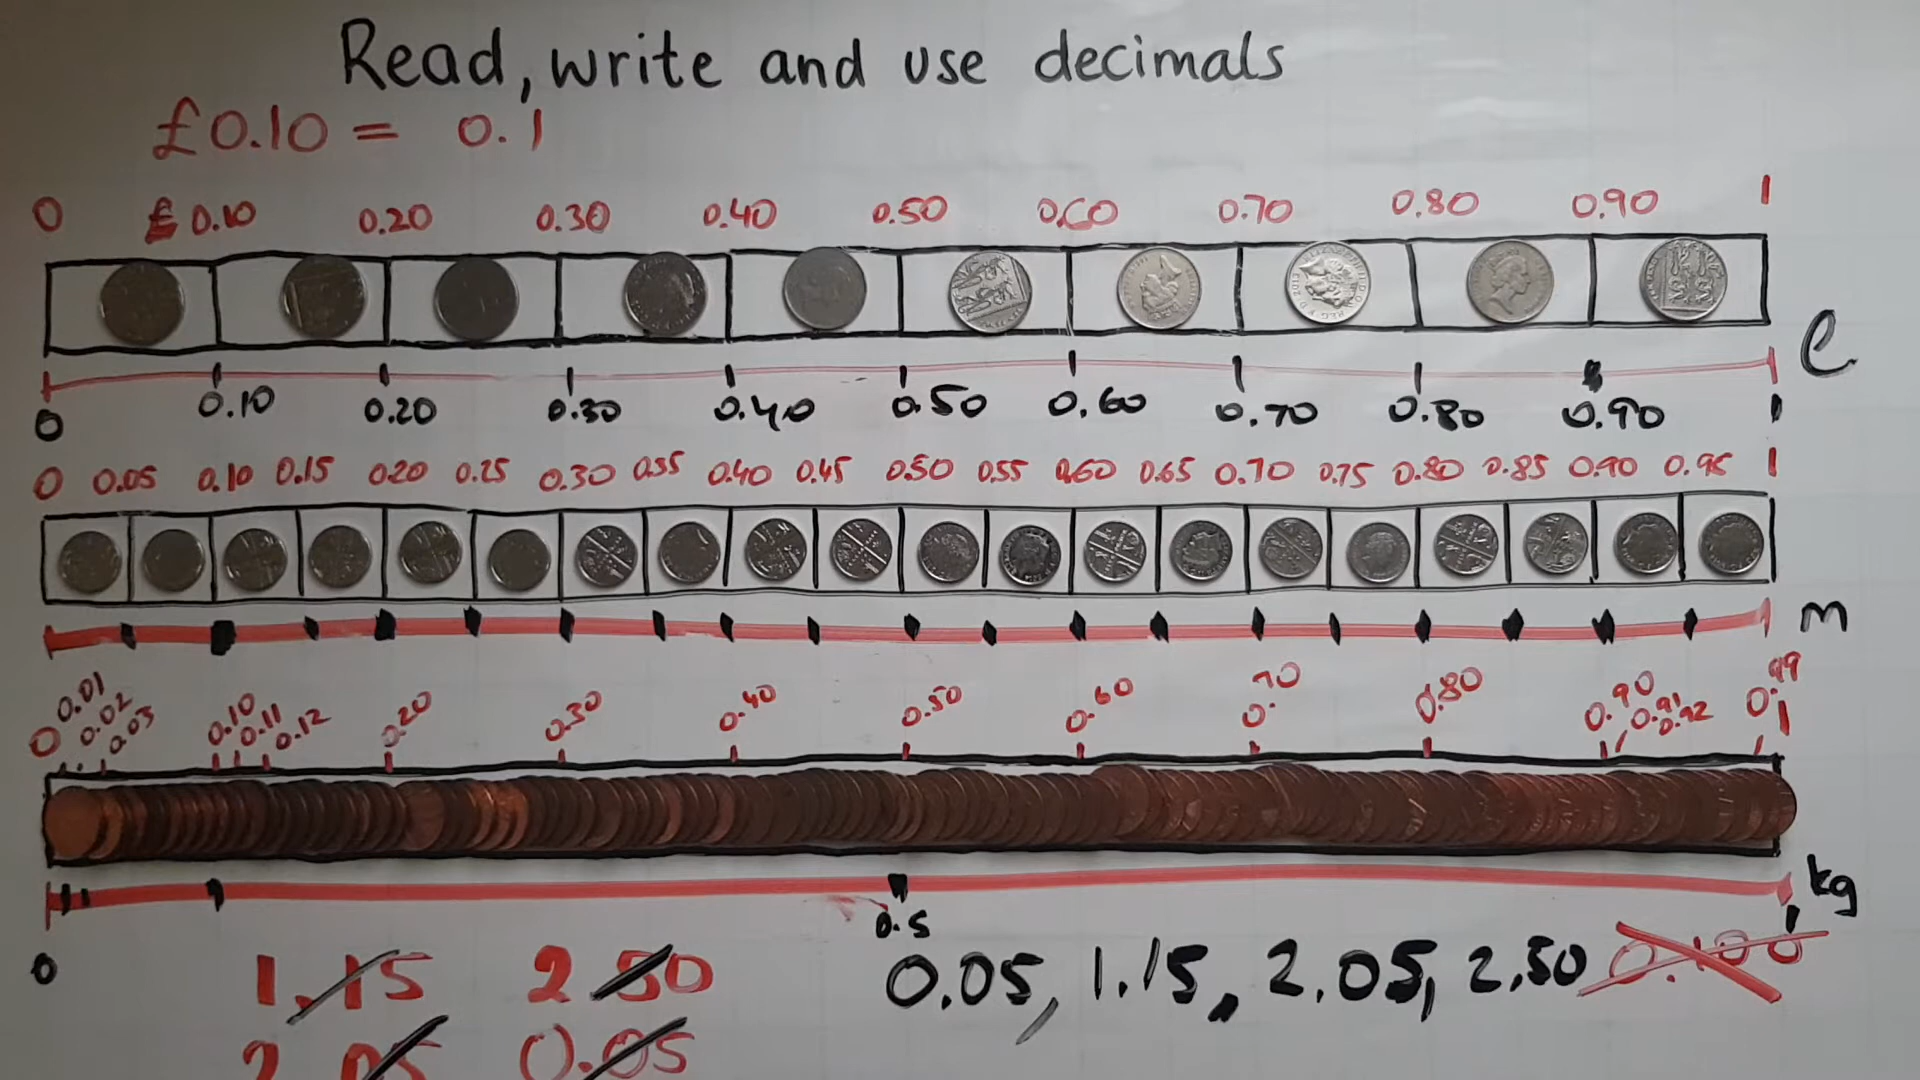 Read, write and use decimals
£0.10 = 0.1
0 £0.10 0.20 0.30 0.40 0.50 0.60 0.70 0.80 0.90 1
l
0 0.10 0.20 0.30 0.40 0.50 0.60 0.70 0.80 0.90 1
0 0.05 0.10 0.15 0.20 0.25 0.30 0.35 0.40 0.45 0.50 0.55 0.60 0.65 0.70 0.75 0.80 0.85 0.90 0.95 1
m
0 0.01 0.02 0.03 0.10 0.11 0.12 0.20 0.30 0.40 0.50 0.60 0.70 0.80 0.90 0.91 0.92 0.99 1
kg
0 0.5 1
1.15 2.50 0.05, 1.15, 2.05, 2.50 0.100
2.05 0.05